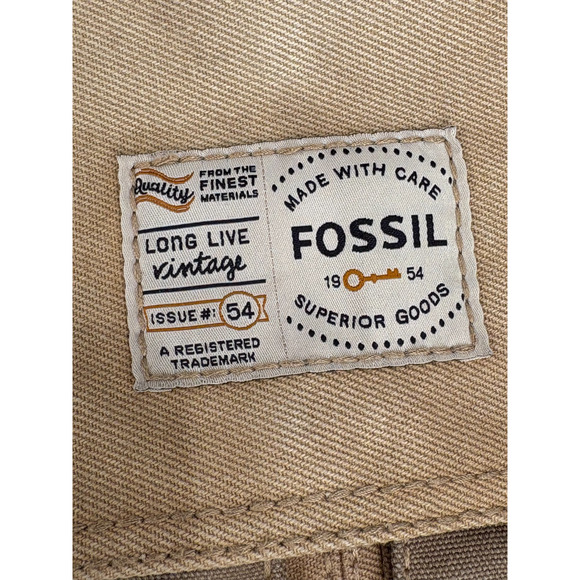 Quality
FROM THE
FINEST
MATERIALS
LONG LIVE
vintage
ISSUE #: 54
A REGISTERED
TRADEMARK
MADE WITH CARE
FOSSIL
19 54
SUPERIOR GOODS